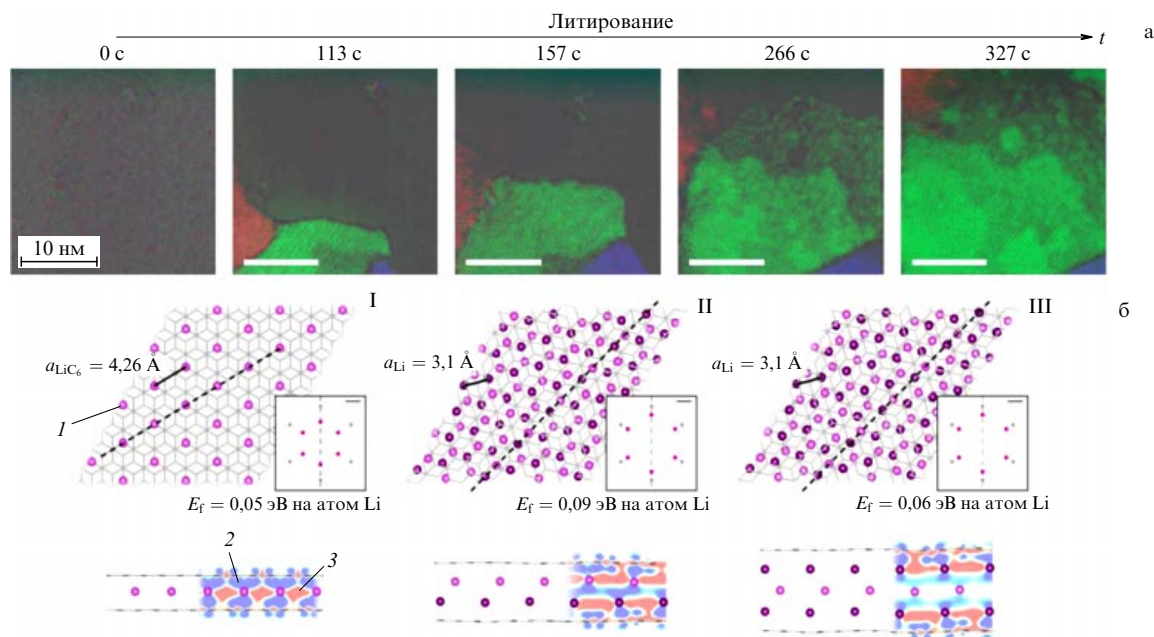 Литирование
t
а
0 с
113 с
157 с
266 с
327 с
10 нм
I
II
III
б
a_LiC₆ = 4,26 Å
a_Li = 3,1 Å
a_Li = 3,1 Å
1
E_f = 0,05 эВ на атом Li
E_f = 0,09 эВ на атом Li
E_f = 0,06 эВ на атом Li
2
3